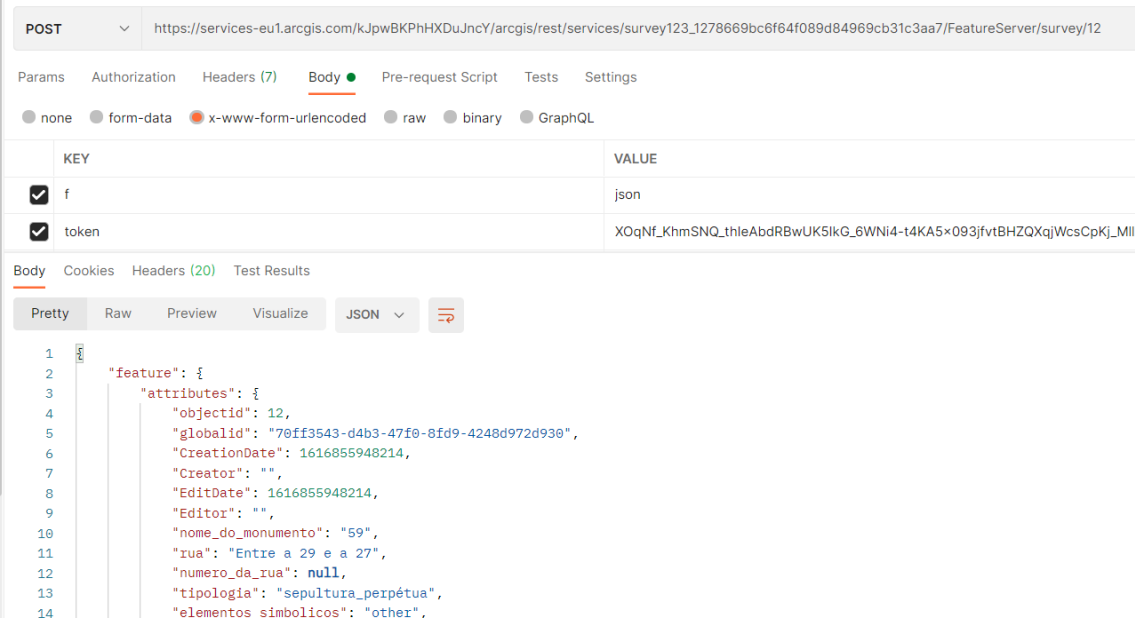 POST https://services-eu1.arcgis.com/kJpwBKPhHXDuJncY/arcgis/rest/services/survey123_1278669bc6f64f089d84969cb31c3aa7/FeatureServer/survey/12
Params Authorization Headers (7) Body Pre-request Script Tests Settings
none form-data x-www-form-urlencoded raw binary GraphQL
KEY VALUE
f json
token XOqNf_KhmSNQ_thleAbdRBwUK5lkG_6WNi4-t4KA5x093jfvtBHZQXqjWcsCpKj_Mll
Body Cookies Headers (20) Test Results
Pretty Raw Preview Visualize JSON
1 {
2 "feature": {
3 "attributes": {
4 "objectid": 12,
5 "globalid": "70ff3543-d4b3-47f0-8fd9-4248d972d930",
6 "CreationDate": 1616855948214,
7 "Creator": "",
8 "EditDate": 1616855948214,
9 "Editor": "",
10 "nome_do_monumento": "59",
11 "rua": "Entre a 29 e a 27",
12 "numero_da_rua": null,
13 "tipologia": "sepultura_perpétua",
14 "elementos_simbolicos": "other",